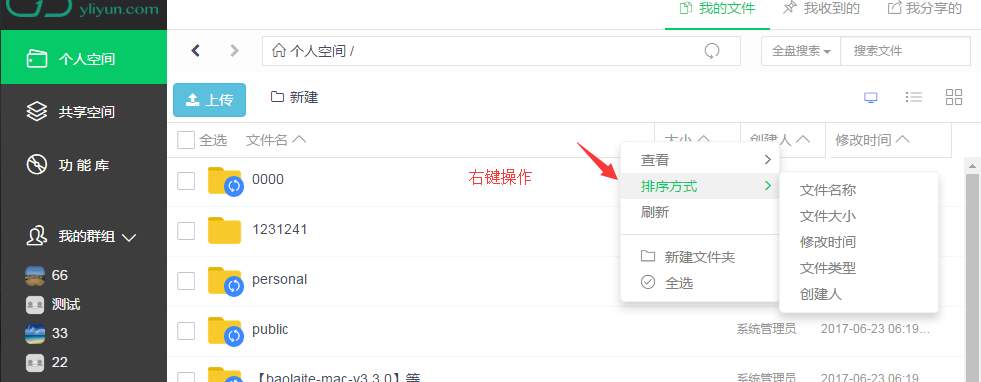 yliyun.com
我的文件 我收到的 我分享的
个人空间
个人空间 /
全盘搜索 搜索文件
上传 新建
共享空间
全选 文件名 大小 创建人 修改时间
功 能 库
查看
0000
右键操作
排序方式
文件名称
刷新
文件大小
1231241
我的群组
修改时间
新建文件夹
文件类型
66
personal
全选
创建人
测试
33
public
系统管理员 2017-06-23 06:19...
22
【baolaite-mac-v3.3.0】等
系统管理员 2017-06-23 06:19...